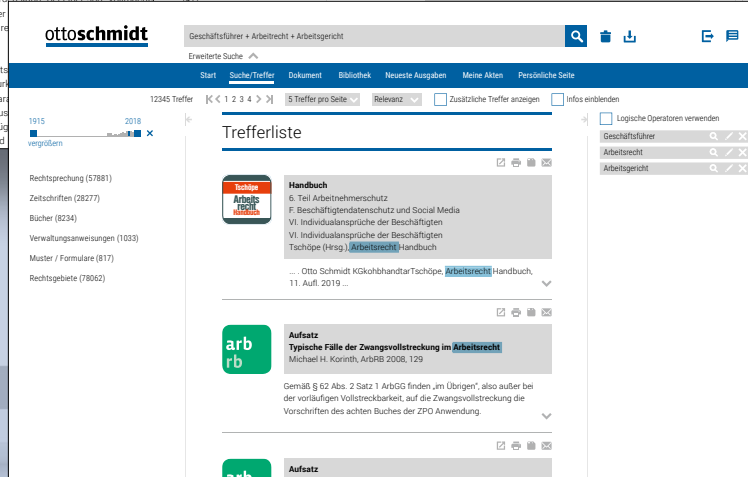 ottoschmidt
Geschäftsführer + Arbeitrecht + Arbeitsgericht
Erweiterte Suche
Start Suche/Treffer Dokument Bibliothek Neueste Ausgaben Meine Akten Persönliche Seite
12345 Treffer 1 2 3 4 5 Treffer pro Seite Relevanz Zusätzliche Treffer anzeigen Infos einblenden
1915 2018
vergrößern
Rechtsprechung (57881)
Zeitschriften (28277)
Bücher (8234)
Verwaltungsanweisungen (1033)
Muster / Formulare (817)
Rechtsgebiete (78062)
Trefferliste
Tschöpe
Arbeits
recht
Handbuch
Handbuch
6. Teil Arbeitnehmerschutz
F. Beschäftigtendatenschutz und Social Media
VI. Individualansprüche der Beschäftigten
VI. Individualansprüche der Beschäftigten
Tschöpe (Hrsg.), Arbeitsrecht Handbuch
... . Otto Schmidt KGkohbhandtarTschöpe, Arbeitsrecht Handbuch,
11. Aufl. 2019 ...
arb
rb
Aufsatz
Typische Fälle der Zwangsvollstreckung im Arbeitsrecht
Michael H. Korinth, ArbRB 2008, 129
Gemäß § 62 Abs. 2 Satz 1 ArbGG finden „im Übrigen", also außer bei
der vorläufigen Vollstreckbarkeit, auf die Zwangsvollstreckung die
Vorschriften des achten Buches der ZPO Anwendung.
arb
Aufsatz
Logische Operatoren verwenden
Geschäftsführer
Arbeitsrecht
Arbeitsgericht